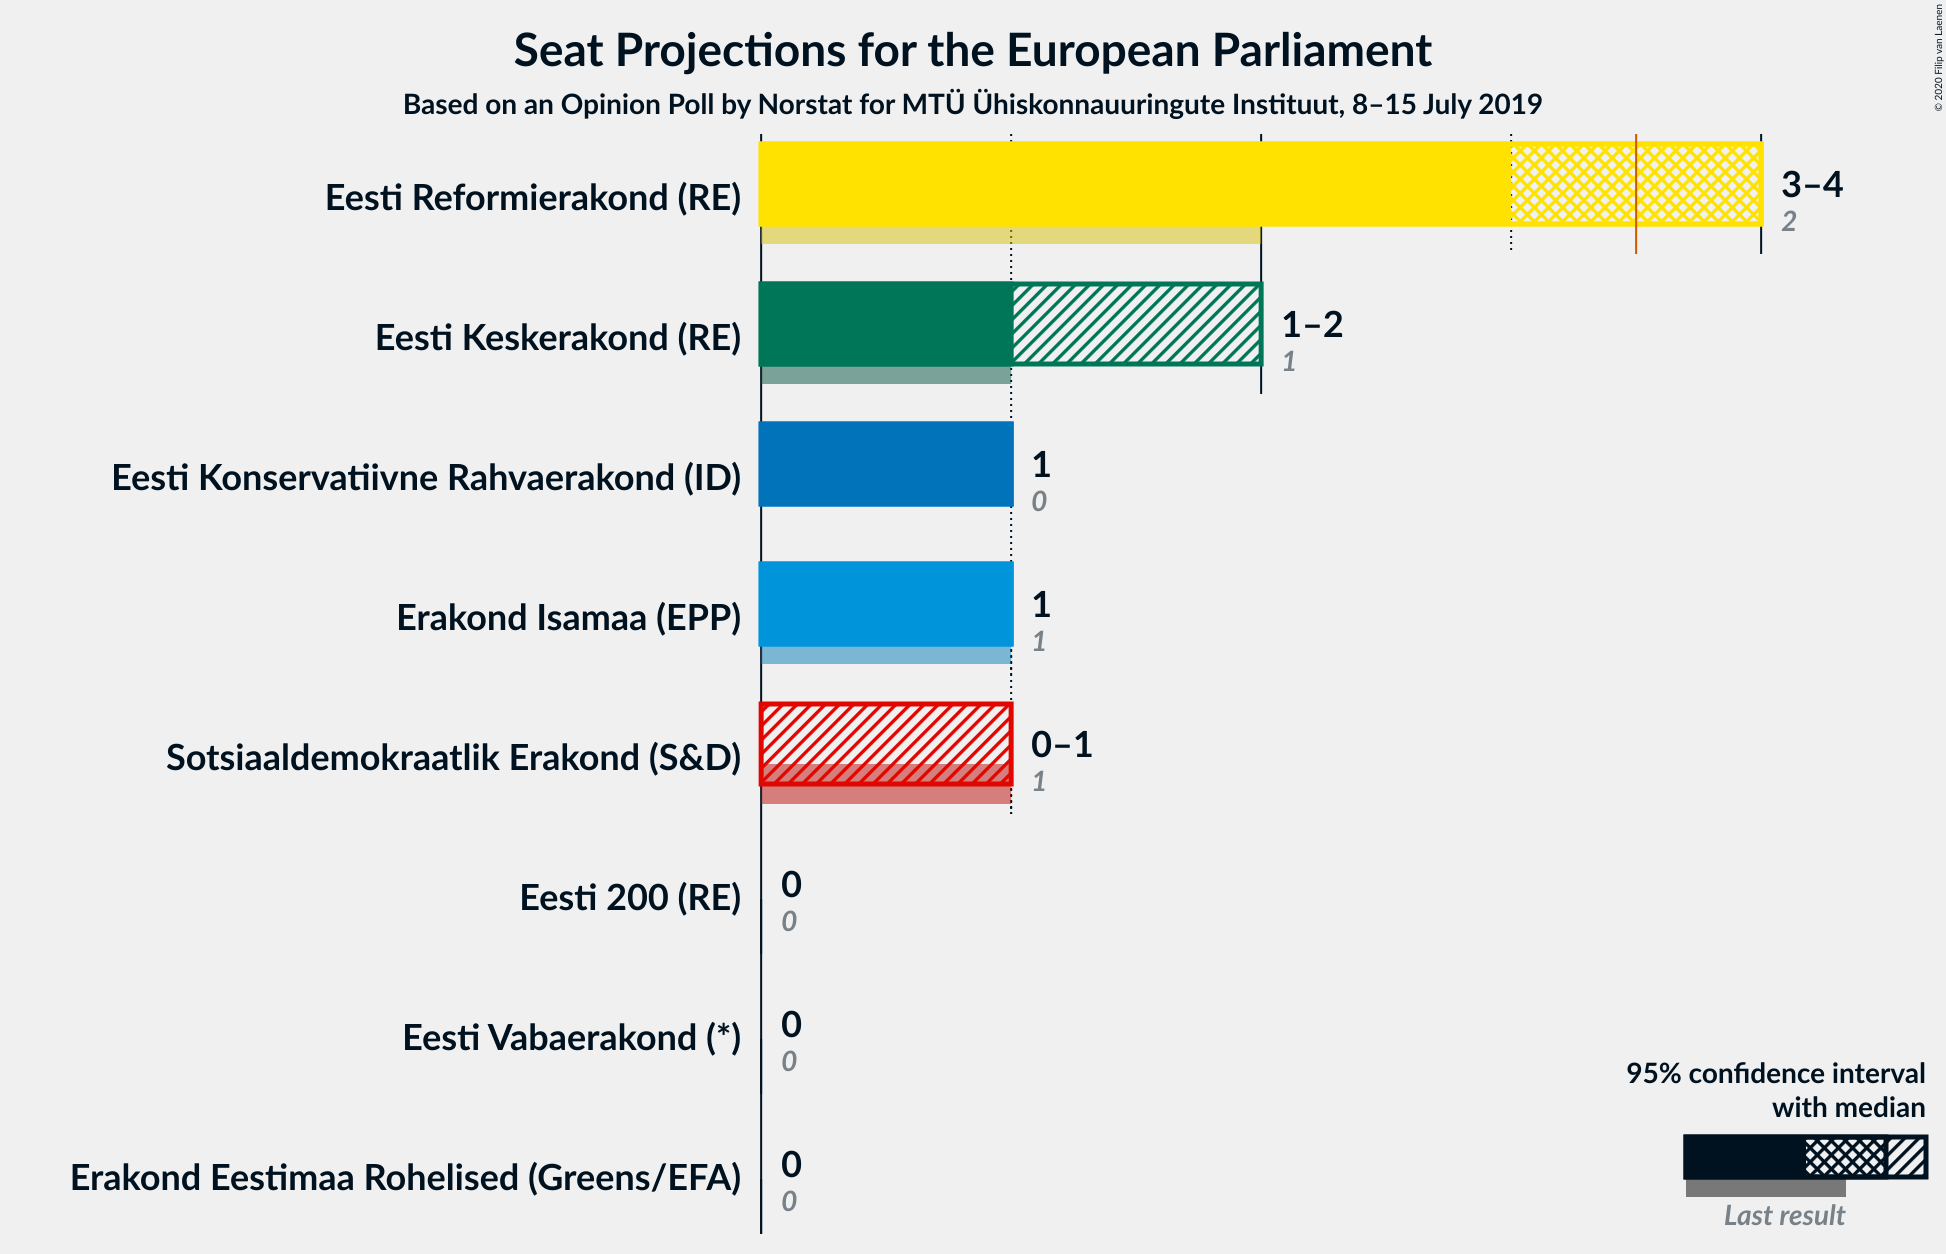 Seat Projections for the European Parliament
Based on an Opinion Poll by Norstat for MTÜ Ühiskonnauuringute Instituut, 8–15 July 2019
© 2020 Filip van Laenen
Eesti Reformierakond (RE)
3–4
2
Eesti Keskerakond (RE)
1–2
1
Eesti Konservatiivne Rahvaerakond (ID)
1
0
Erakond Isamaa (EPP)
1
1
Sotsiaaldemokraatlik Erakond (S&D)
0–1
1
Eesti 200 (RE)
0
0
Eesti Vabaerakond (*)
0
0
Erakond Eestimaa Rohelised (Greens/EFA)
0
0
95% confidence interval
with median
Last result